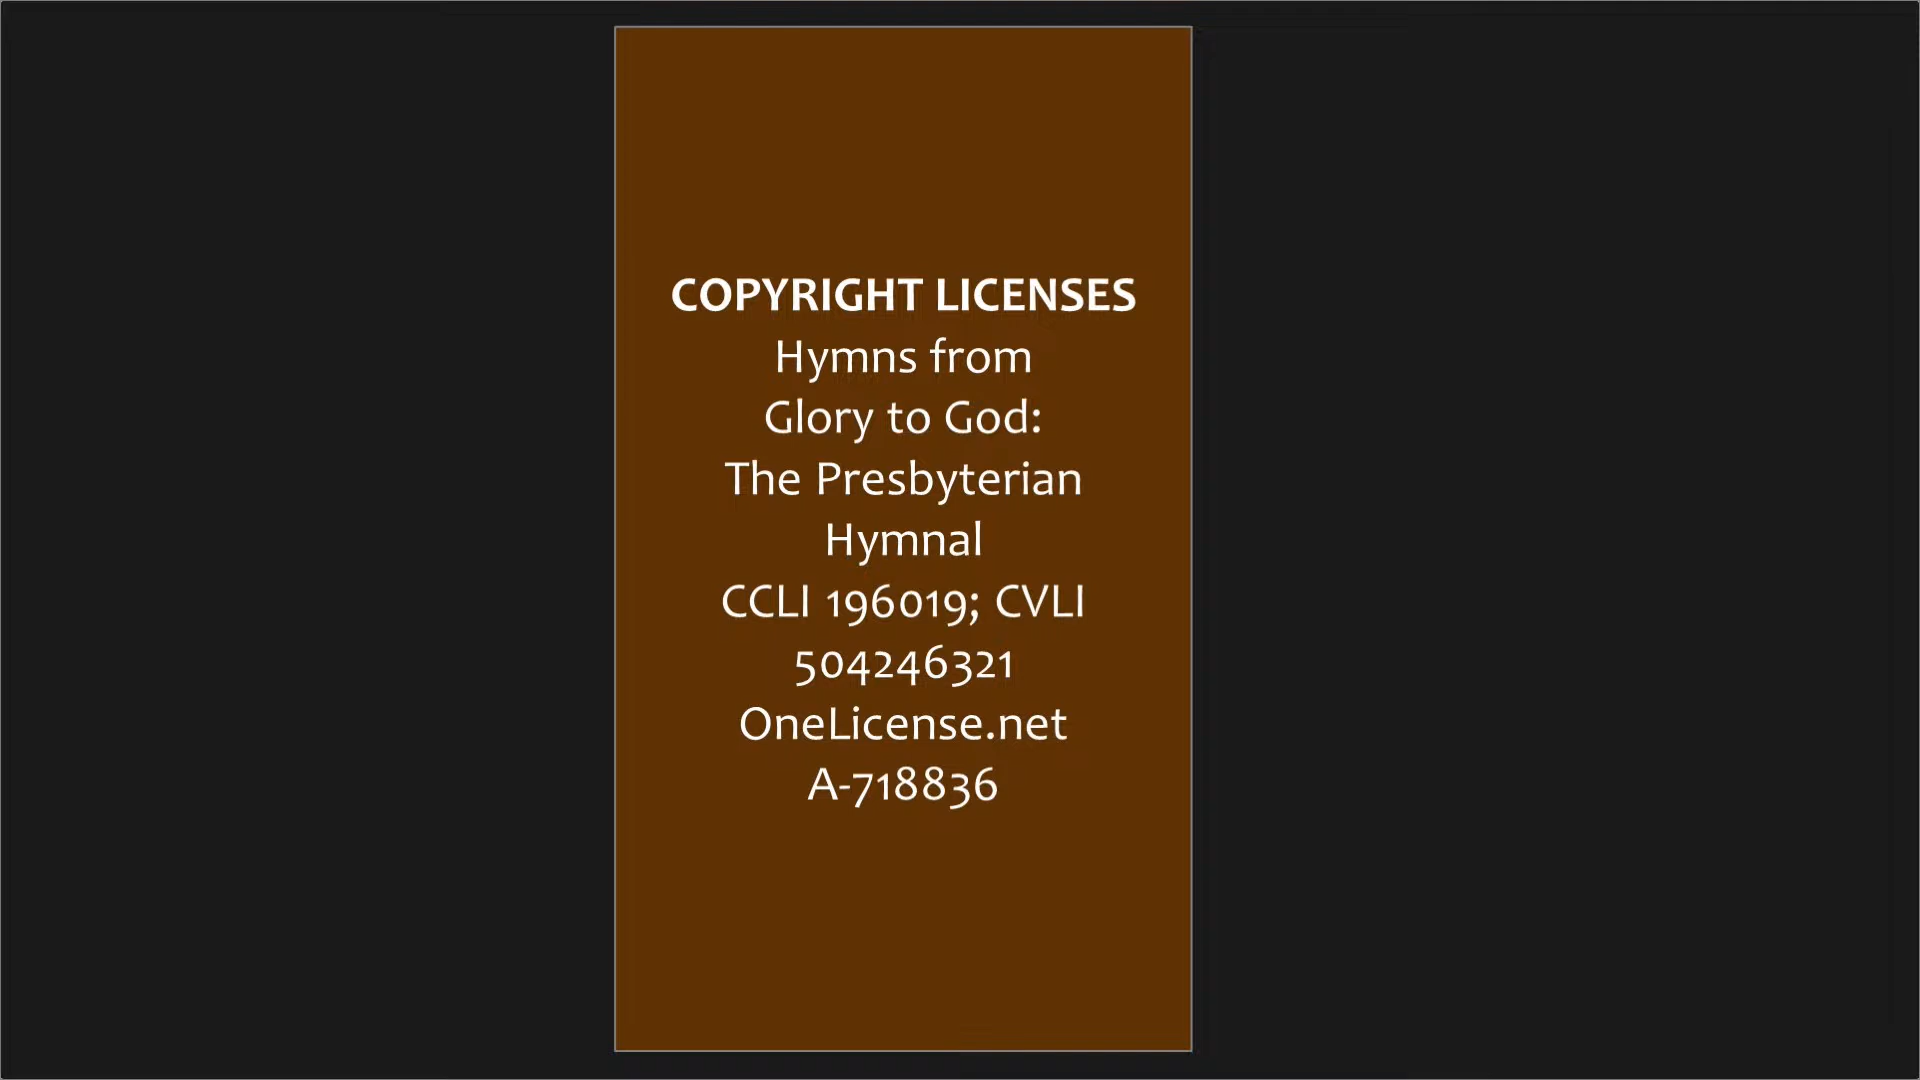 COPYRIGHT LICENSES
Hymns from
Glory to God:
The Presbyterian
Hymnal
CCLI 196019; CVLI
504246321
OneLicense.net
A-718836